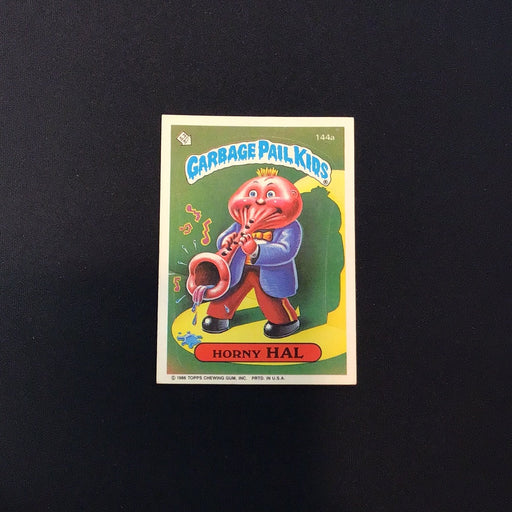 144a
GARBAGE PAIL KIDS®
HORNY HAL
© 1986 TOPPS CHEWING GUM, INC. PRTD. IN U.S.A.